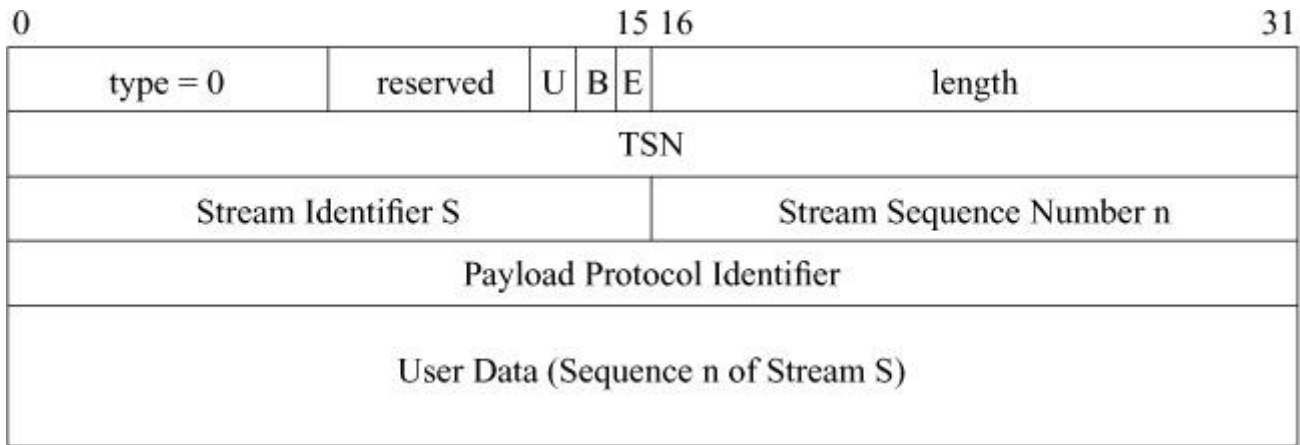 0 15 16 31
type = 0 reserved U B E length
TSN
Stream Identifier S Stream Sequence Number n
Payload Protocol Identifier
User Data (Sequence n of Stream S)